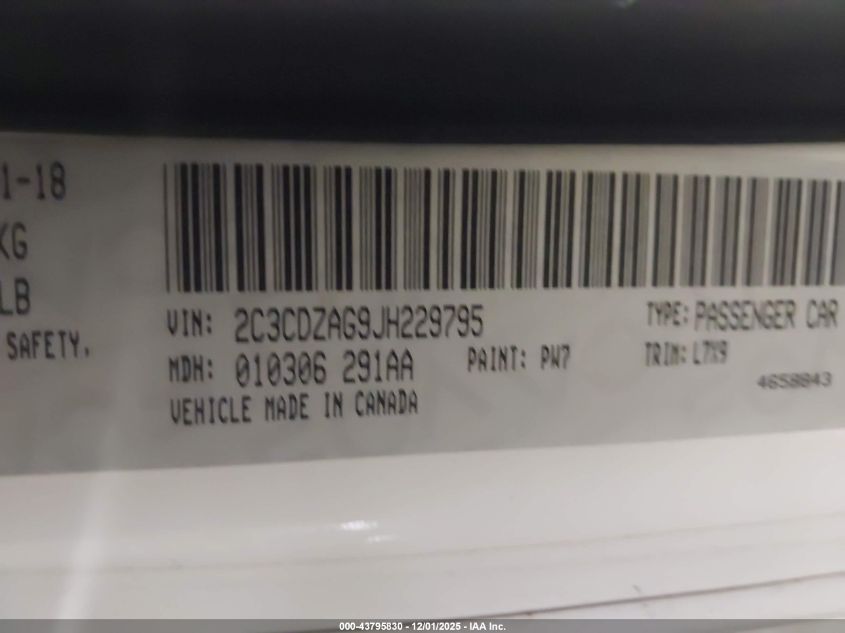 1-18
KG
LB
SAFETY,
VIN: 2C3CDZAG9JH229795
TYPE: PASSENGER CAR
MDH: 010306 291AA
PAINT: PW7
TRIM: L7X9
4658843
VEHICLE MADE IN CANADA
000-43795830 - 12/01/2025 - IAA Inc.